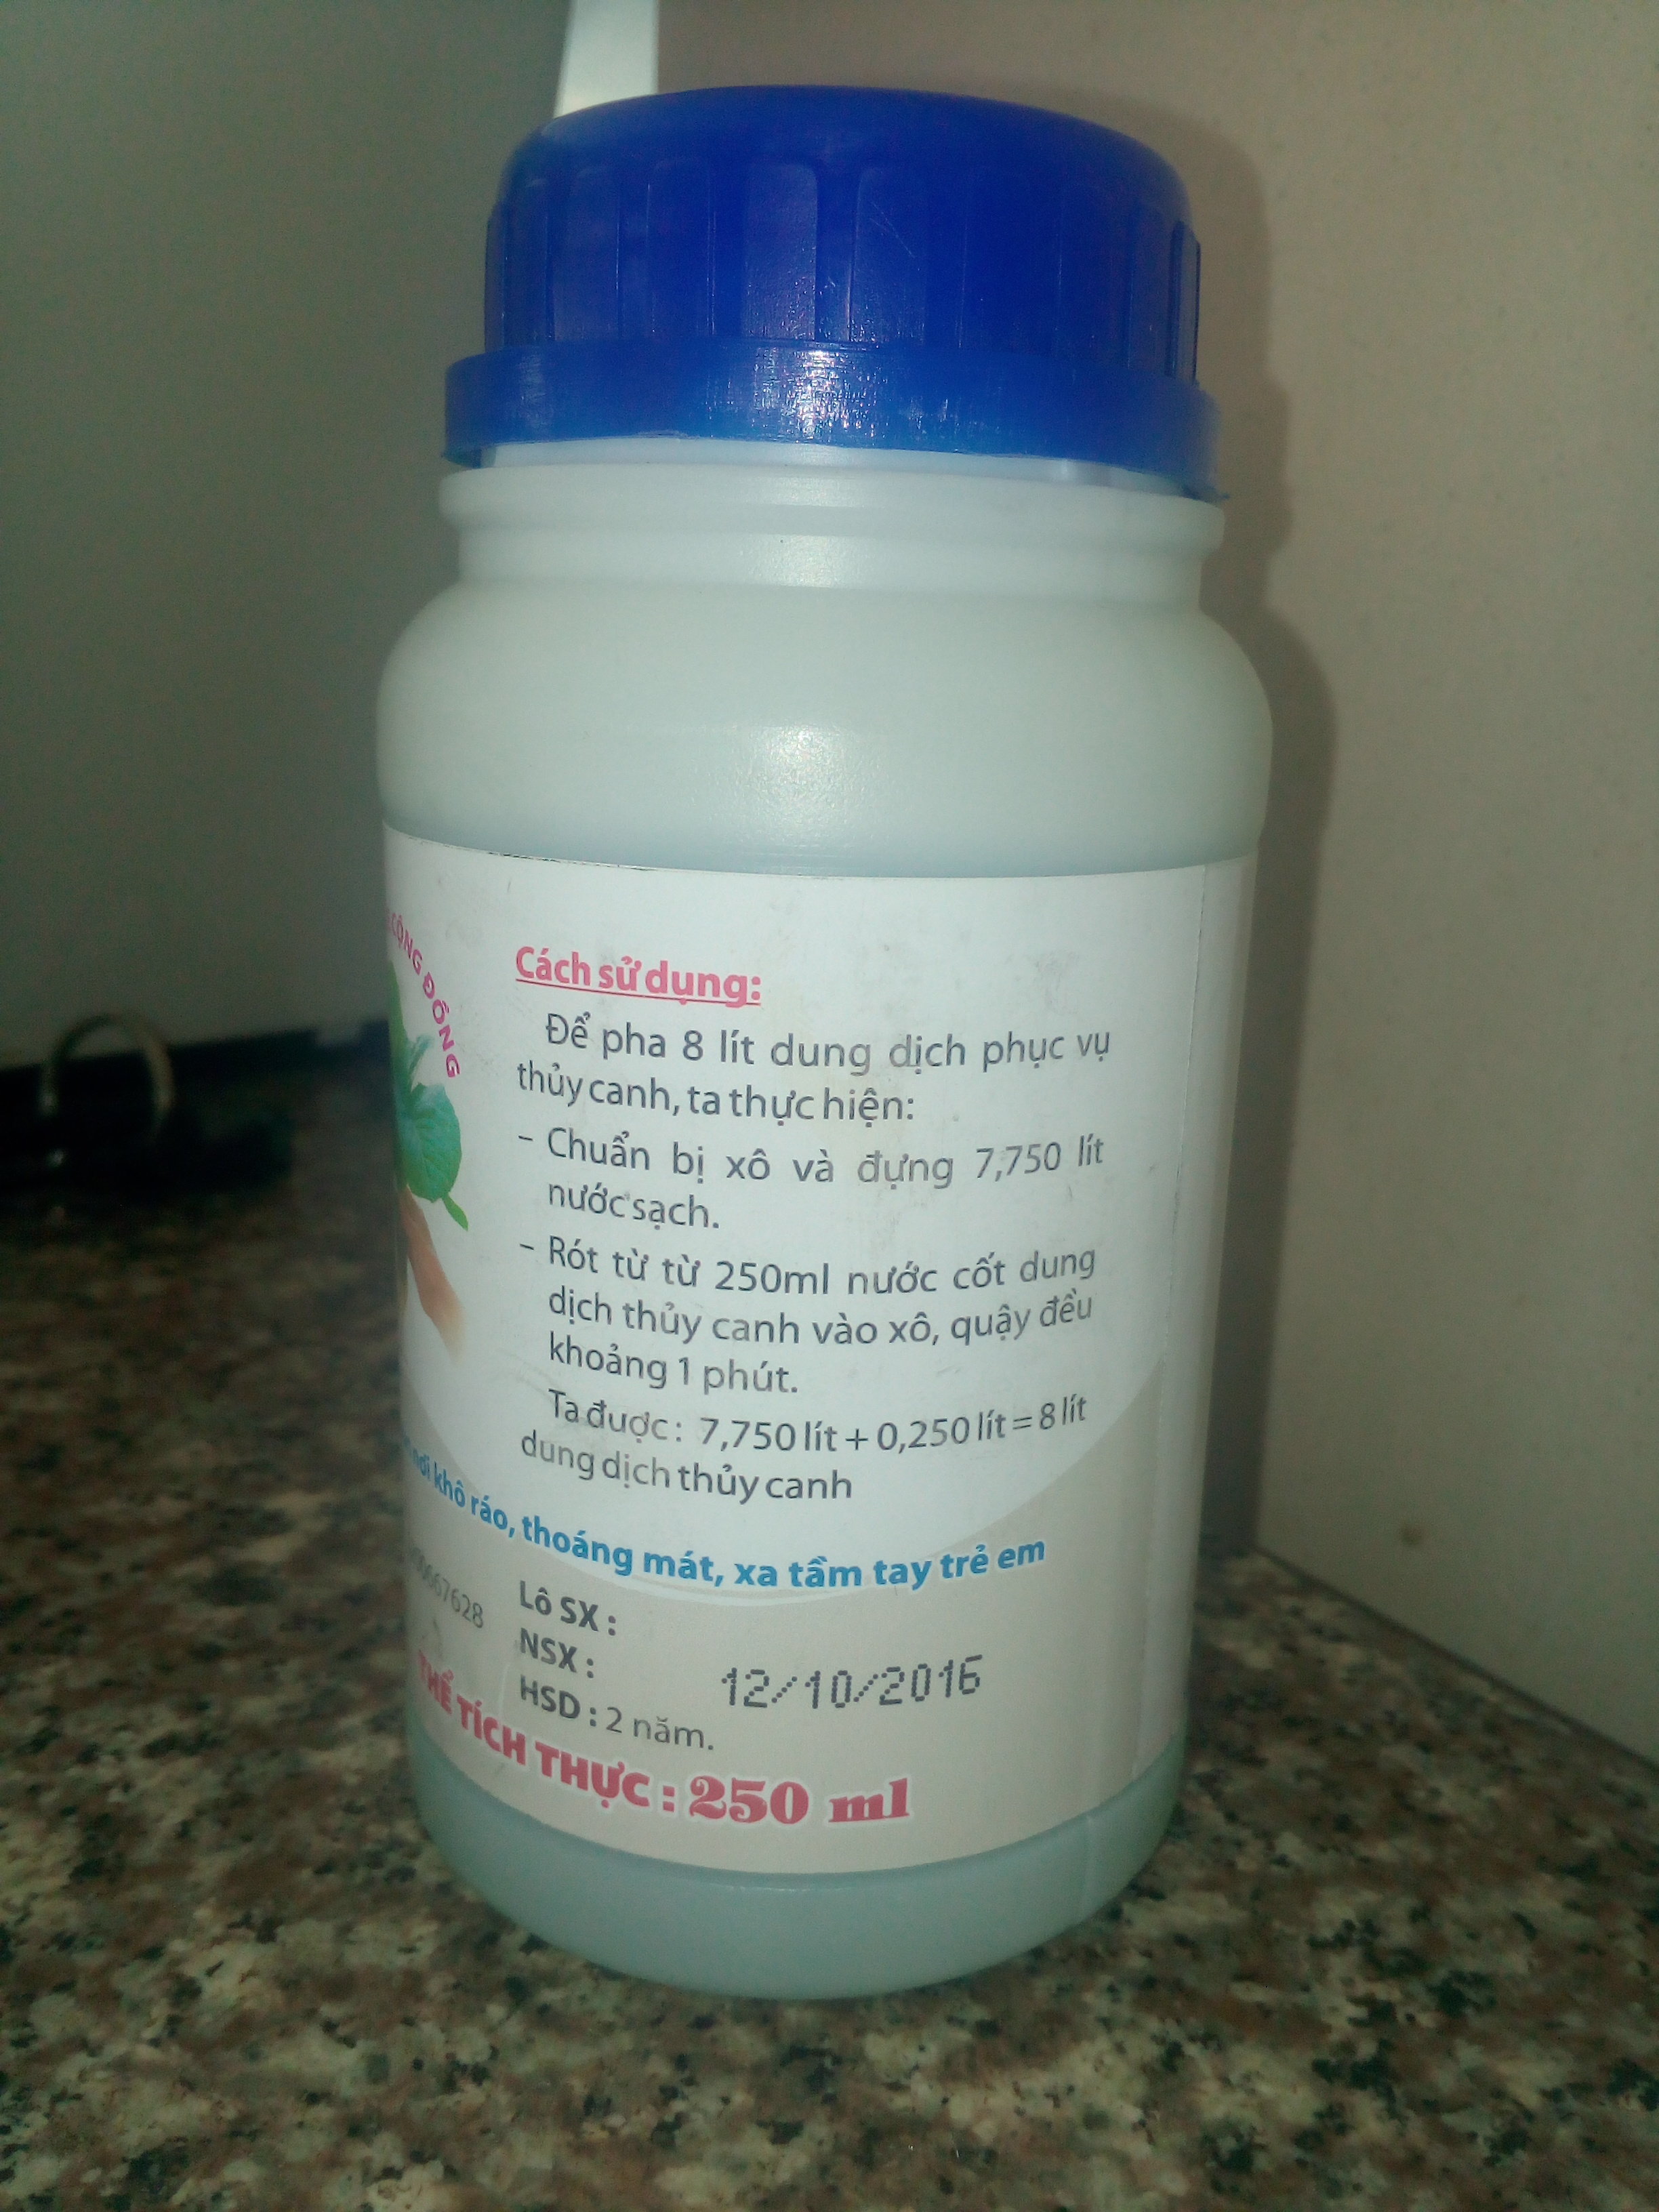 CỘNG ĐỒNG
Cách sử dụng:
Để pha 8 lít dung dịch phục vụ
thủy canh, ta thực hiện:
– Chuẩn bị xô và đựng 7,750 lít
nước sạch.
– Rót từ từ 250ml nước cốt dung
dịch thủy canh vào xô, quậy đều
khoảng 1 phút.
Ta được : 7,750 lít + 0,250 lít = 8 lít
dung dịch thủy canh
nơi khô ráo, thoáng mát, xa tầm tay trẻ em
Lô SX :
NSX :
12/10/2016
HSD : 2 năm.
THỂ TÍCH THỰC : 250 ml